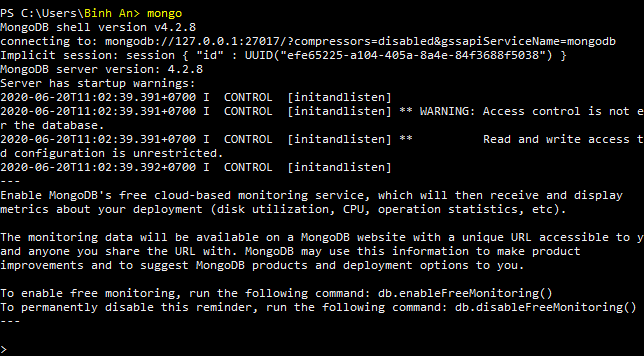 PS C:\Users\Binh An> mongo
MongoDB shell version v4.2.8
connecting to: mongodb://127.0.0.1:27017/?compressors=disabled&gssapiServiceName=mongodb
Implicit session: session { "id" : UUID("efe65225-a104-405a-8a4e-84f3688f5038") }
MongoDB server version: 4.2.8
Server has startup warnings:
2020-06-20T11:02:39.391+0700 I  CONTROL  [initandlisten]
2020-06-20T11:02:39.391+0700 I  CONTROL  [initandlisten] ** WARNING: Access control is not e
r the database.
2020-06-20T11:02:39.391+0700 I  CONTROL  [initandlisten] **          Read and write access t
d configuration is unrestricted.
2020-06-20T11:02:39.392+0700 I  CONTROL  [initandlisten]
---
Enable MongoDB's free cloud-based monitoring service, which will then receive and display
metrics about your deployment (disk utilization, CPU, operation statistics, etc).

The monitoring data will be available on a MongoDB website with a unique URL accessible to y
and anyone you share the URL with. MongoDB may use this information to make product
improvements and to suggest MongoDB products and deployment options to you.

To enable free monitoring, run the following command: db.enableFreeMonitoring()
To permanently disable this reminder, run the following command: db.disableFreeMonitoring()
---

>